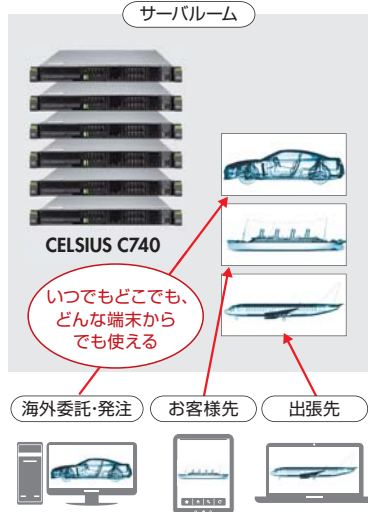 サーバルーム
CELSIUS C740
いつでもどこでも、
どんな端末から
でも使える
海外委託・発注
お客様先
出張先